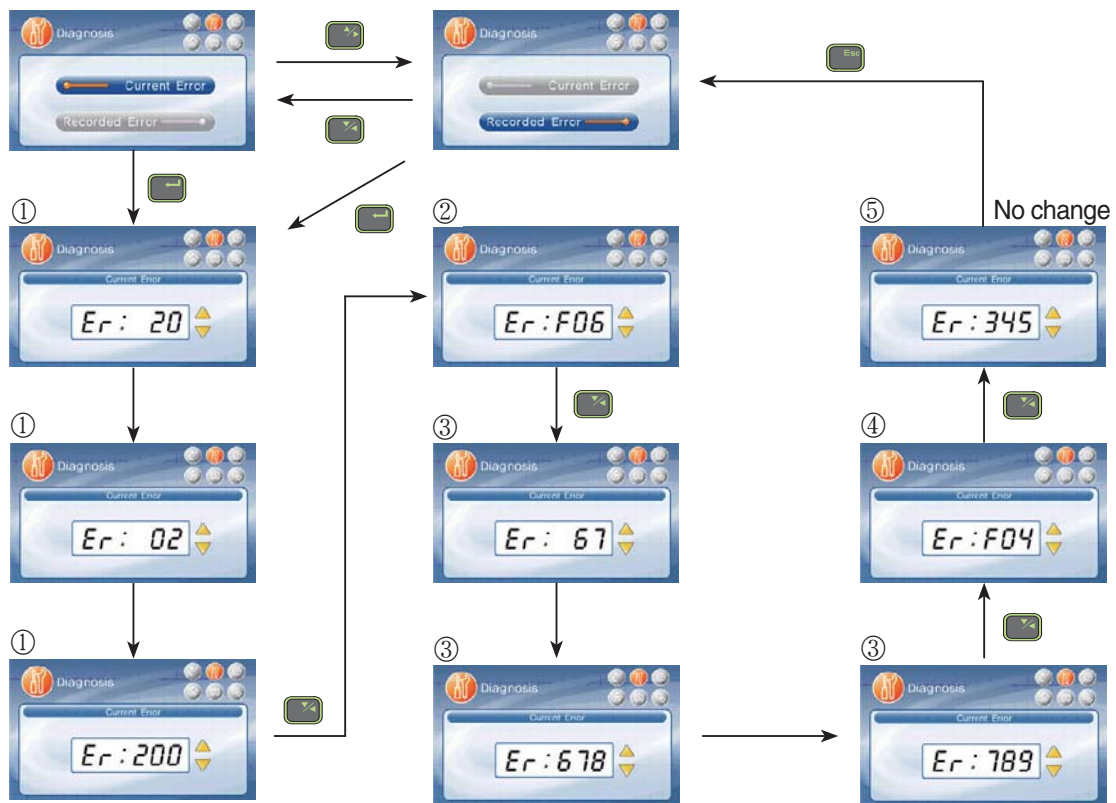 Diagnosis
Current Error
Recorded Error
Diagnosis
Current Error
Recorded Error
Esc
①
Diagnosis
Current Error
Er: 20
②
Diagnosis
Current Error
Er:F06
⑤
No change
Diagnosis
Current Error
Er:345
①
Diagnosis
Current Error
Er: 02
③
Diagnosis
Current Error
Er: 67
④
Diagnosis
Current Error
Er:F04
①
Diagnosis
Current Error
Er:200
③
Diagnosis
Current Error
Er:678
③
Diagnosis
Current Error
Er:789